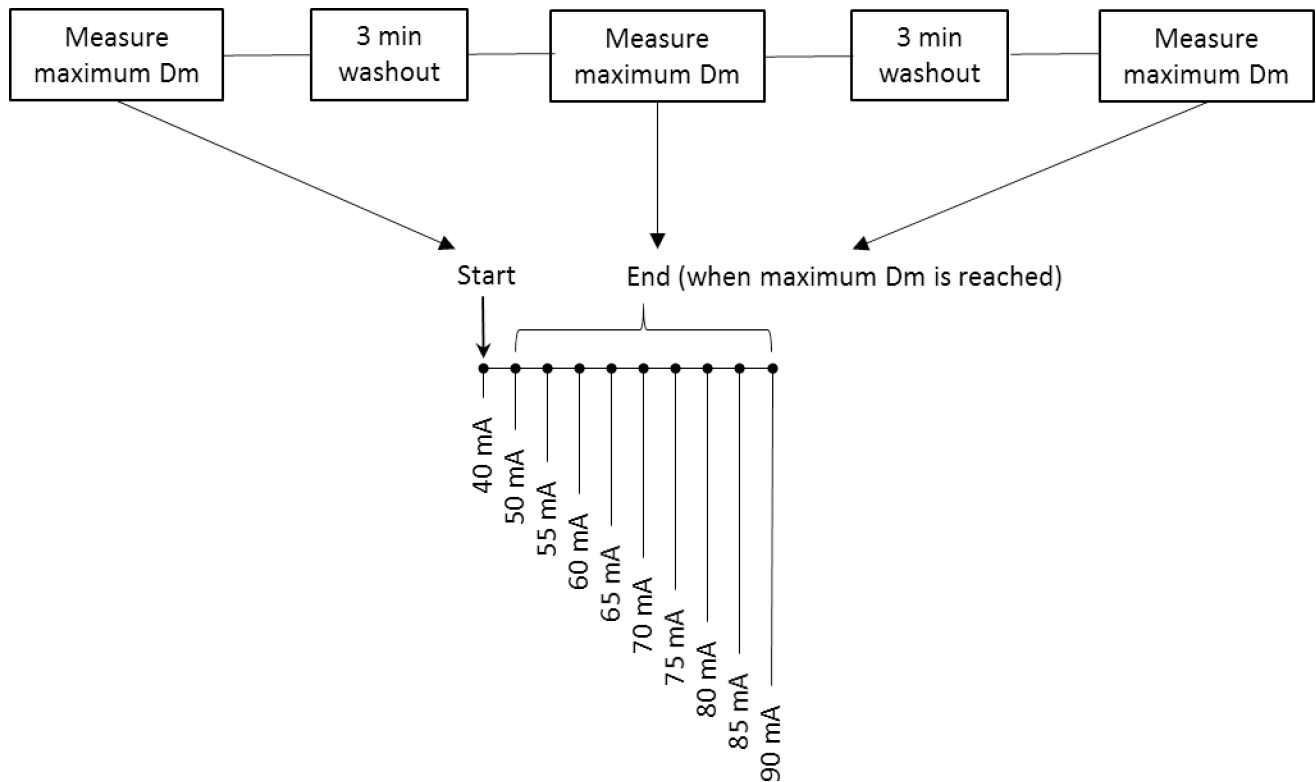 Measure
maximum Dm
3 min
washout
Measure
maximum Dm
3 min
washout
Measure
maximum Dm
Start
End (when maximum Dm is reached)
40 mA
50 mA
55 mA
60 mA
65 mA
70 mA
75 mA
80 mA
85 mA
90 mA